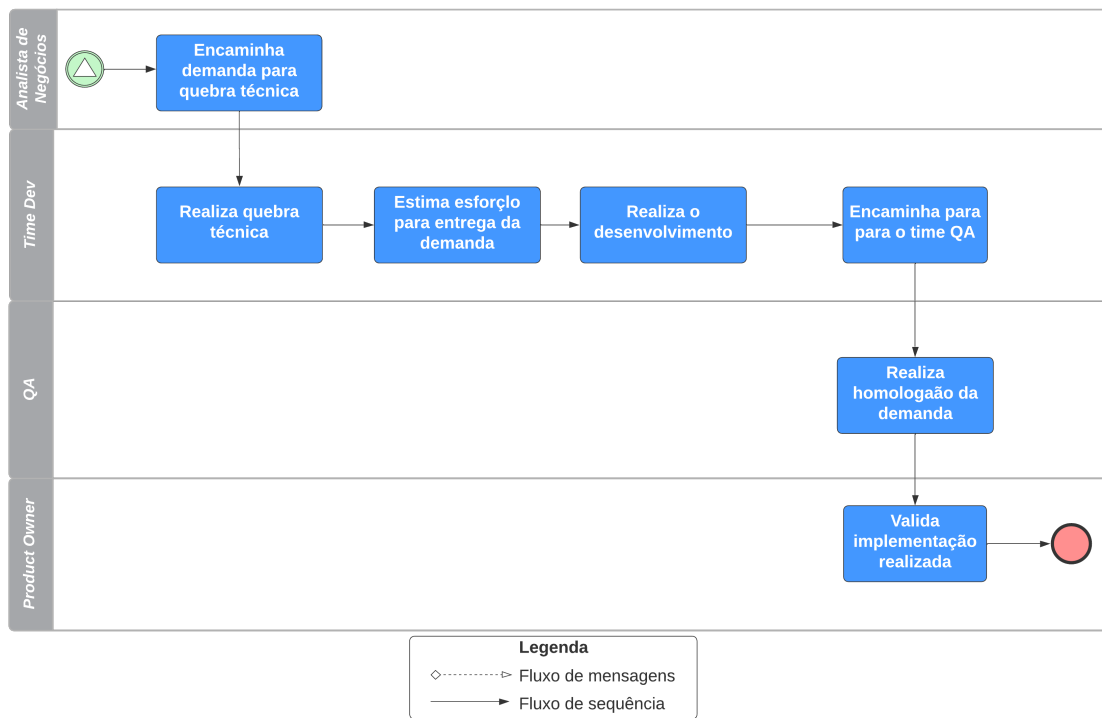 Analista de
Negócios
Encaminha
demanda para
quebra técnica
Time Dev
Realiza quebra
técnica
Estima esforçlo
para entrega da
demanda
Realiza o
desenvolvimento
Encaminha para
para o time QA
QA
Realiza
homologaão da
demanda
Product Owner
Valida
implementação
realizada
Legenda
Fluxo de mensagens
Fluxo de sequência